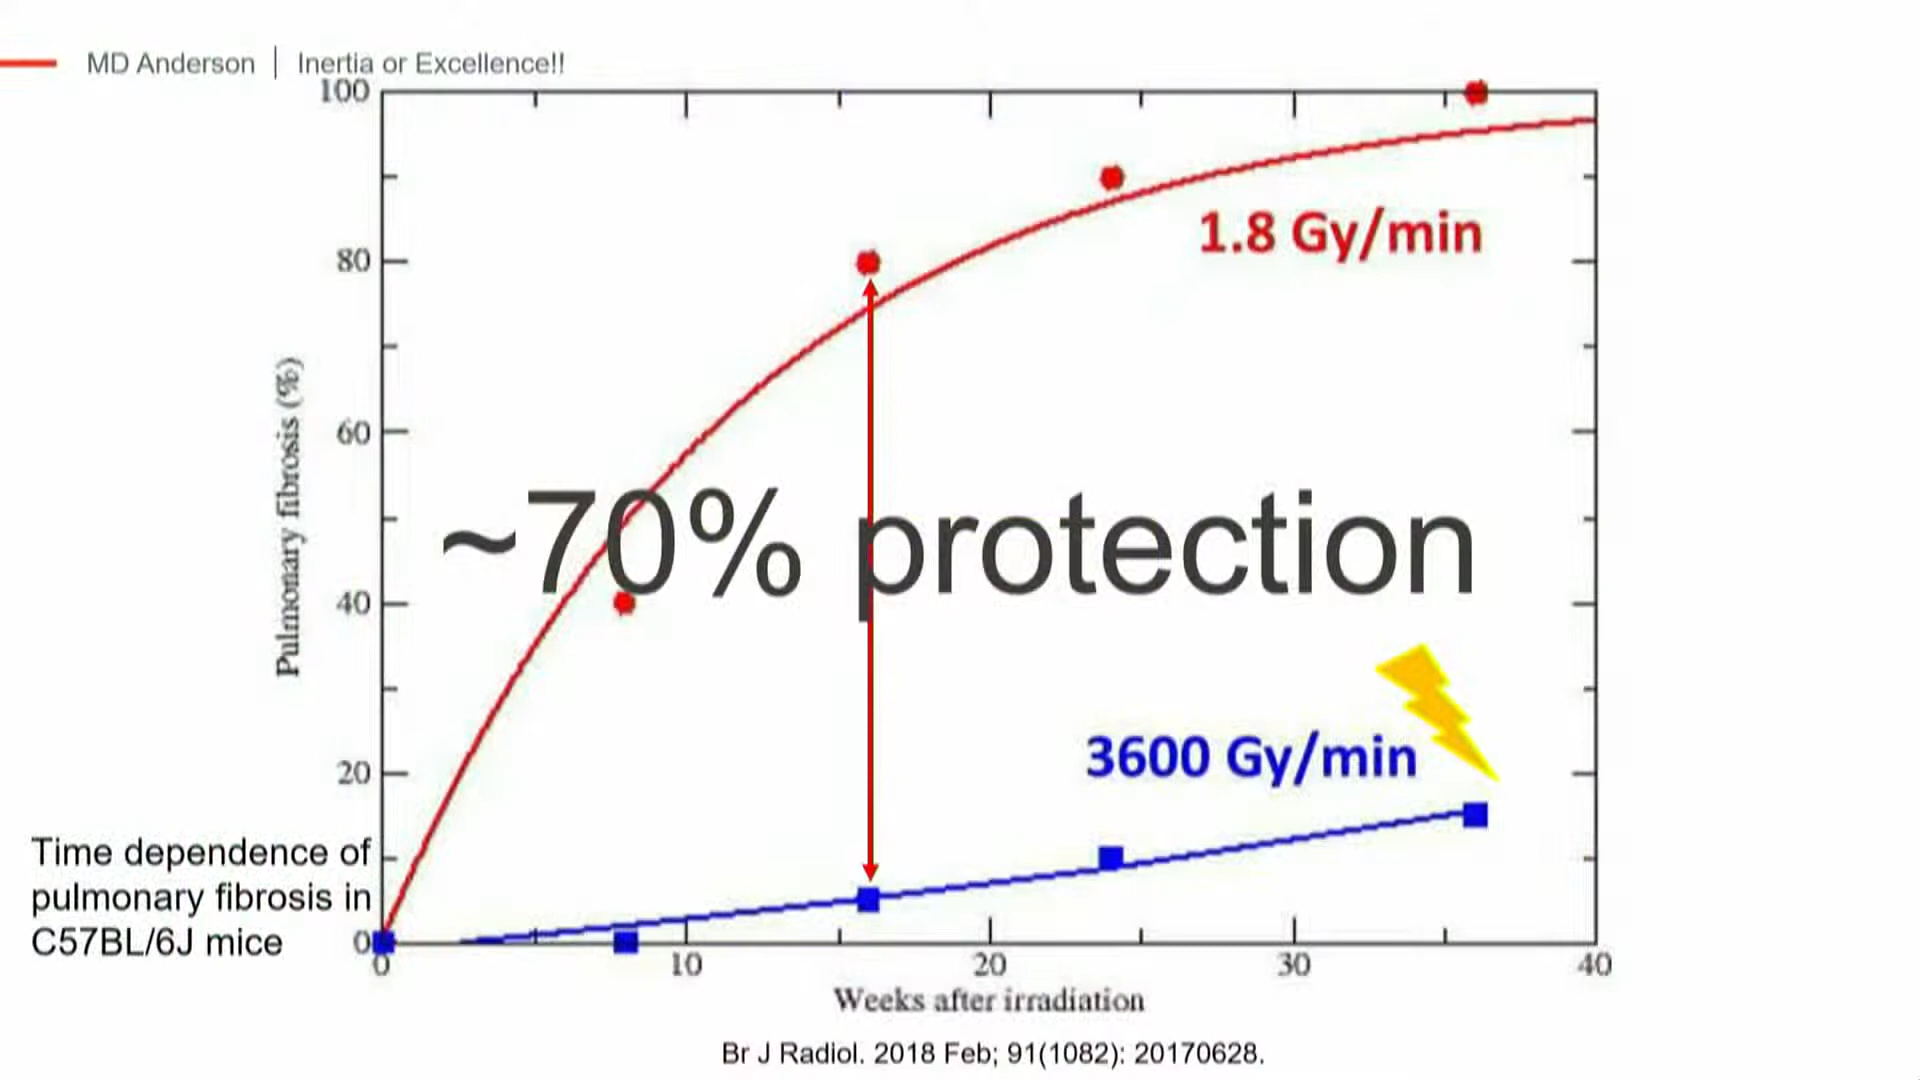 MD Anderson | Inertia or Excellence!!
100
80
60
40
20
0
Pulmonary fibrosis (%)
1.8 Gy/min
~70% protection
3600 Gy/min
Time dependence of
pulmonary fibrosis in
C57BL/6J mice
0 10 20 30 40
Weeks after irradiation
Br J Radiol. 2018 Feb; 91(1082): 20170628.